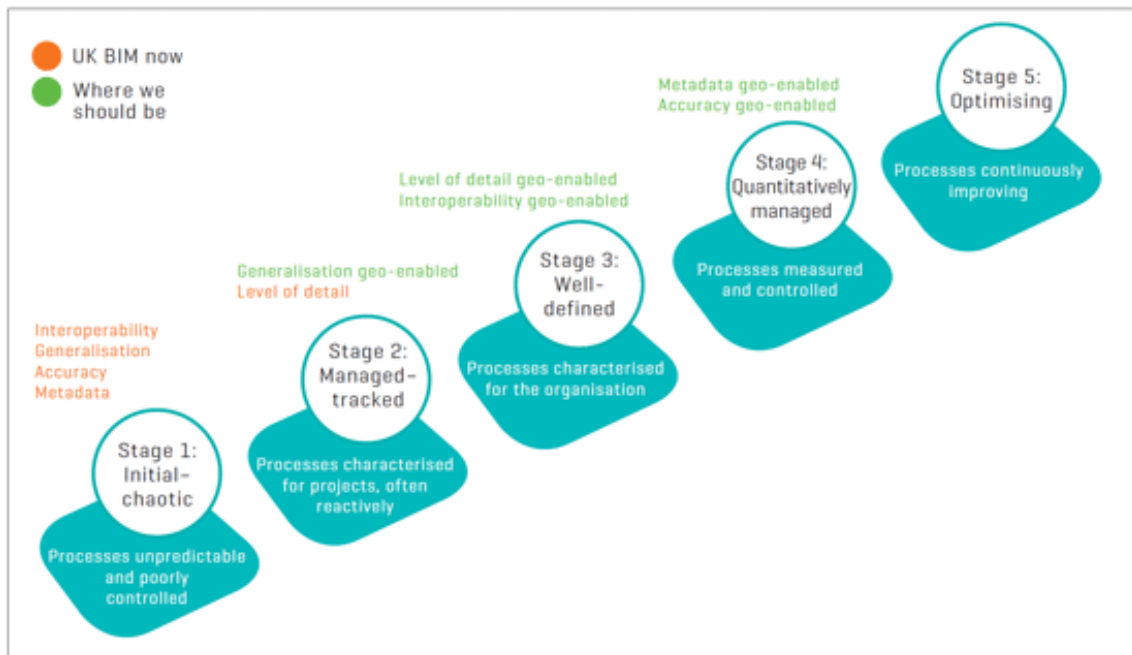 UK BIM now
Where we
should be
Interoperability
Generalisation
Accuracy
Metadata
Stage 1:
Initial–
chaotic
Processes unpredictable
and poorly
controlled
Generalisation geo-enabled
Level of detail
Stage 2:
Managed–
tracked
Processes characterised
for projects, often
reactively
Level of detail geo-enabled
Interoperability geo-enabled
Stage 3:
Well-
defined
Processes characterised
for the organisation
Metadata geo-enabled
Accuracy geo-enabled
Stage 4:
Quantitatively
managed
Processes measured
and controlled
Stage 5:
Optimising
Processes continuously
improving